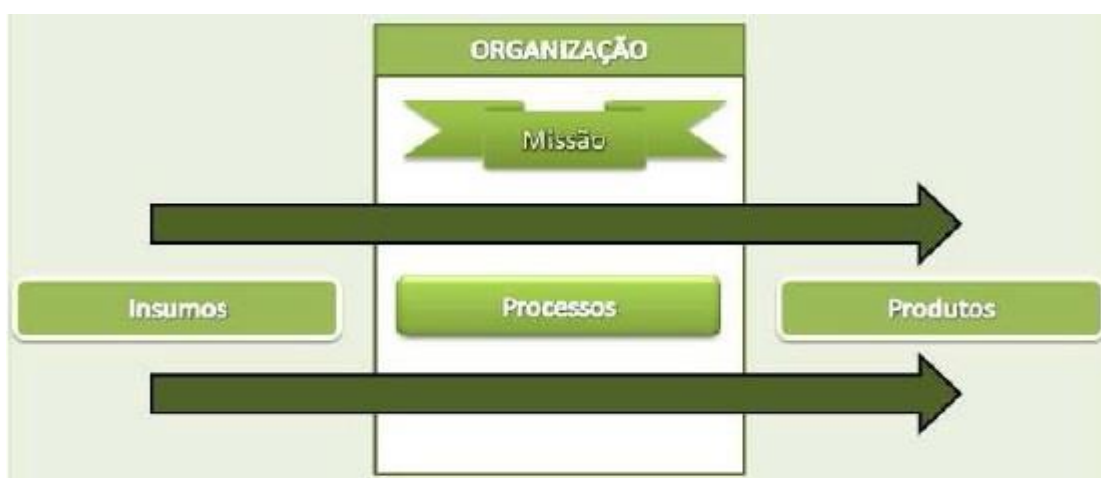 ORGANIZAÇÃO
Missão
Insumos
Processos
Produtos